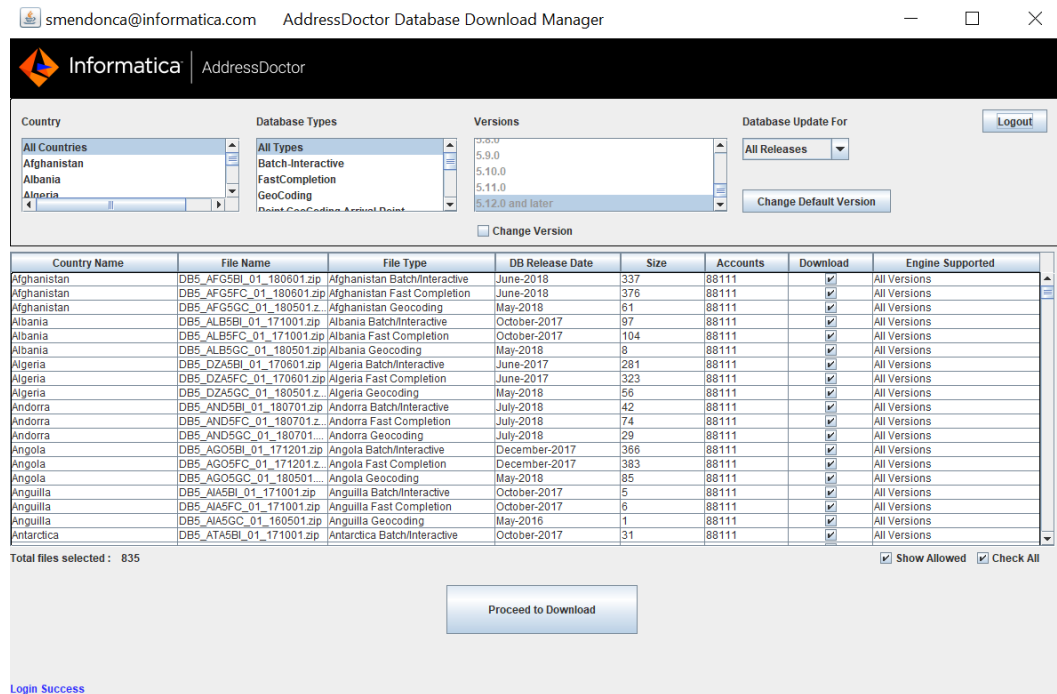 smendonca@informatica.com AddressDoctor Database Download Manager
Informatica AddressDoctor
Country Database Types Versions Database Update For Logout
All Countries All Types 5.8.0 All Releases
Afghanistan Batch-Interactive 5.9.0
Albania FastCompletion 5.10.0
Algeria GeoCoding 5.11.0 Change Default Version
Point GeoCoding Arrival Point 5.12.0 and later
Change Version
Country Name File Name File Type DB Release Date Size Accounts Download Engine Supported
Afghanistan DB5_AFG5BI_01_180601.zip Afghanistan Batch/Interactive June-2018 337 88111 All Versions
Afghanistan DB5_AFG5FC_01_180601.zip Afghanistan Fast Completion June-2018 376 88111 All Versions
Afghanistan DB5_AFG5GC_01_180501.z... Afghanistan Geocoding May-2018 61 88111 All Versions
Albania DB5_ALB5BI_01_171001.zip Albania Batch/Interactive October-2017 97 88111 All Versions
Albania DB5_ALB5FC_01_171001.zip Albania Fast Completion October-2017 104 88111 All Versions
Albania DB5_ALB5GC_01_180501.zip Albania Geocoding May-2018 8 88111 All Versions
Algeria DB5_DZA5BI_01_170601.zip Algeria Batch/Interactive June-2017 281 88111 All Versions
Algeria DB5_DZA5FC_01_170601.zip Algeria Fast Completion June-2017 323 88111 All Versions
Algeria DB5_DZA5GC_01_180501.z... Algeria Geocoding May-2018 56 88111 All Versions
Andorra DB5_AND5BI_01_180701.zip Andorra Batch/Interactive July-2018 42 88111 All Versions
Andorra DB5_AND5FC_01_180701.z... Andorra Fast Completion July-2018 74 88111 All Versions
Andorra DB5_AND5GC_01_180701.... Andorra Geocoding July-2018 29 88111 All Versions
Angola DB5_AGO5BI_01_171201.zip Angola Batch/Interactive December-2017 366 88111 All Versions
Angola DB5_AGO5FC_01_171201.z... Angola Fast Completion December-2017 383 88111 All Versions
Angola DB5_AGO5GC_01_180501.... Angola Geocoding May-2018 85 88111 All Versions
Anguilla DB5_AIA5BI_01_171001.zip Anguilla Batch/Interactive October-2017 5 88111 All Versions
Anguilla DB5_AIA5FC_01_171001.zip Anguilla Fast Completion October-2017 6 88111 All Versions
Anguilla DB5_AIA5GC_01_160501.zip Anguilla Geocoding May-2016 1 88111 All Versions
Antarctica DB5_ATA5BI_01_171001.zip Antarctica Batch/Interactive October-2017 31 88111 All Versions
Total files selected : 835 Show Allowed Check All
Proceed to Download
Login Success